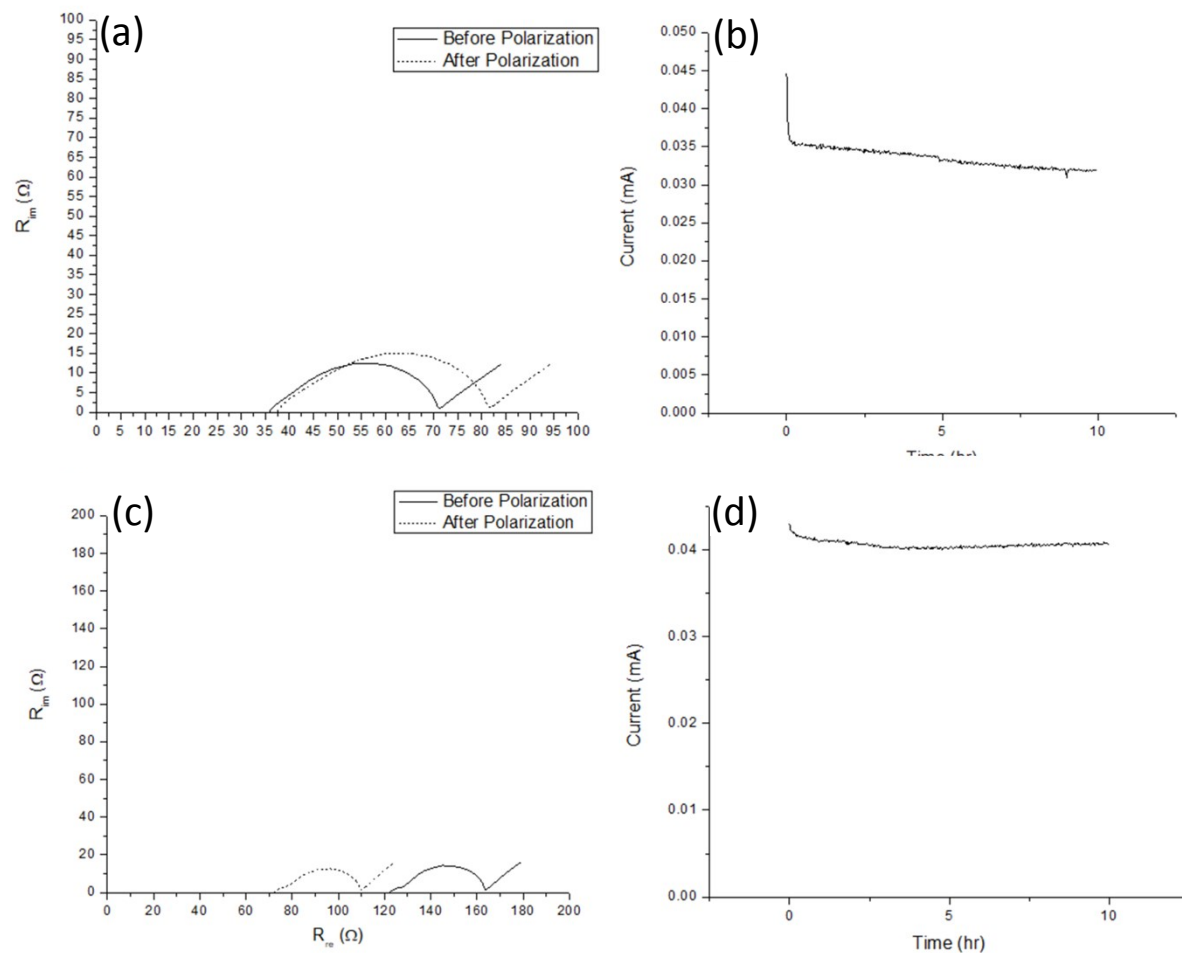 (a)
Before Polarization
After Polarization
100
95
90
85
80
75
70
65
60
55
50
45
40
35
30
25
20
15
10
5
0
R_im (Ω)
0 5 10 15 20 25 30 35 40 45 50 55 60 65 70 75 80 85 90 95 100
(b)
0.050
0.045
0.040
0.035
0.030
0.025
0.020
0.015
0.010
0.005
0.000
Current (mA)
0 5 10
Time (hr)
(c)
Before Polarization
After Polarization
200
180
160
140
120
100
80
60
40
20
0
R_im (Ω)
0 20 40 60 80 100 120 140 160 180 200
R_re (Ω)
(d)
0.04
0.03
0.02
0.01
0.00
Current (mA)
0 5 10
Time (hr)